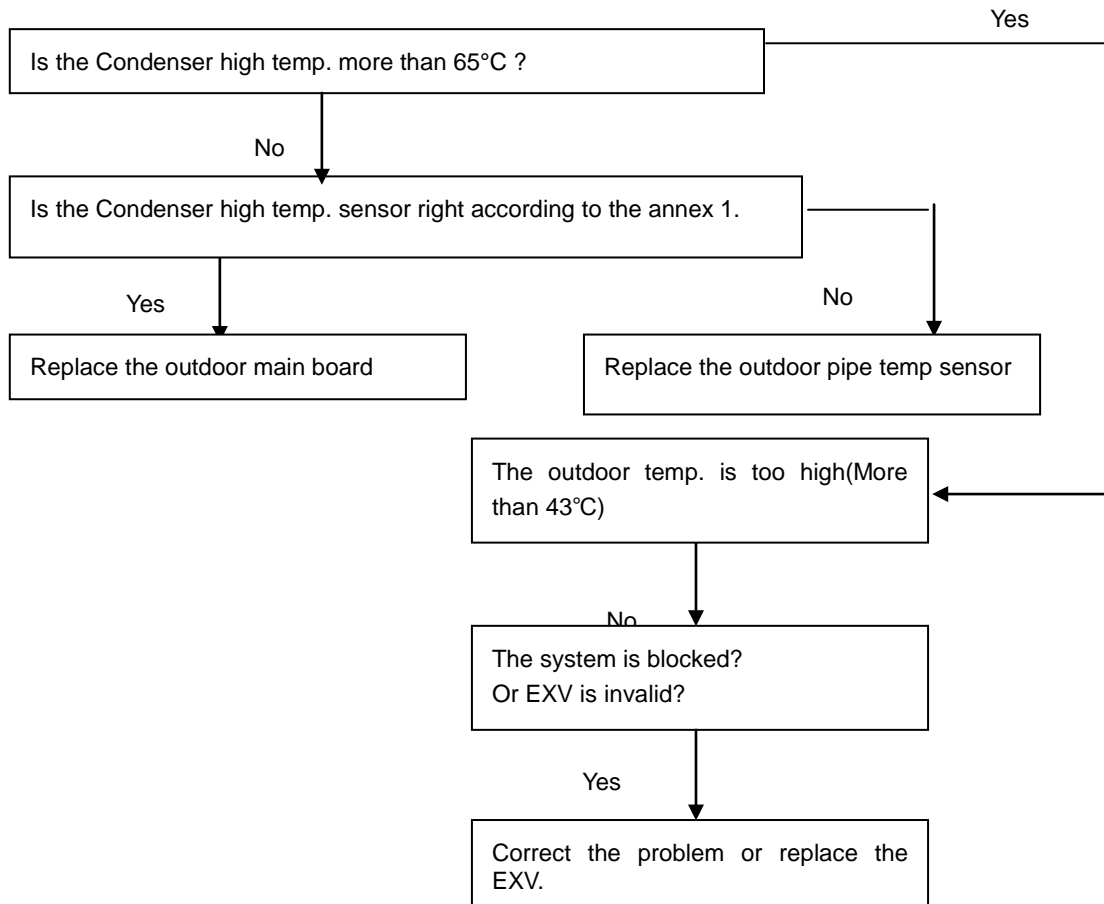 Yes
Is the Condenser high temp. more than 65°C ?
No
Is the Condenser high temp. sensor right according to the annex 1.
Yes
No
Replace the outdoor main board
Replace the outdoor pipe temp sensor
The outdoor temp. is too high(More
than 43℃)
No
The system is blocked?
Or EXV is invalid?
Yes
Correct the problem or replace the
EXV.